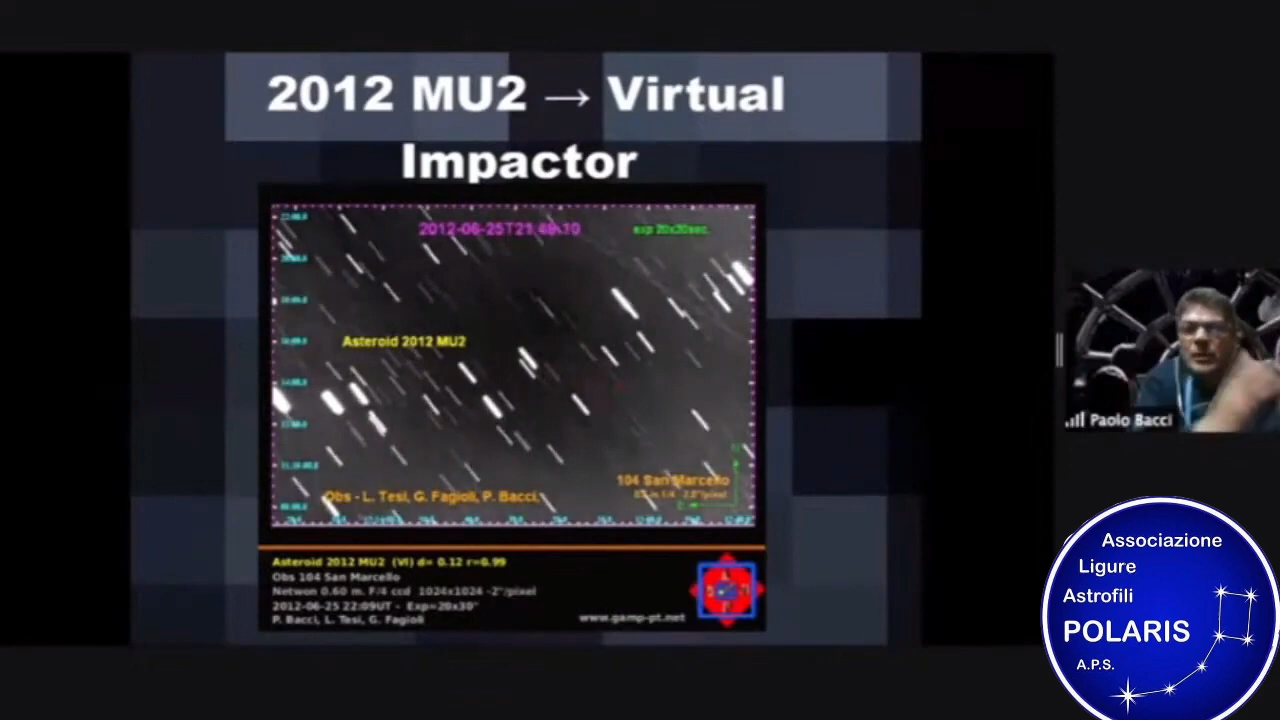 2012 MU2 → Virtual
Impactor
2012-06-25T21:49:10
exp 20x30sec.
Asteroid 2012 MU2
104 San Marcello
Obs - L. Tesi, G. Fagioli, P. Bacci,
Asteroid 2012 MU2 (VI) d= 0.12 r=0.99
Obs 104 San Marcello
Netwon 0.60 m. F/4 ccd 1024x1024 -2"/pixel
2012-06-25 22:09UT - Exp=20x30"
P. Bacci, L. Tesi, G. Fagioli
www.gamp-pt.net
Paolo Bacci
Associazione
Ligure
Astrofili
POLARIS
A.P.S.